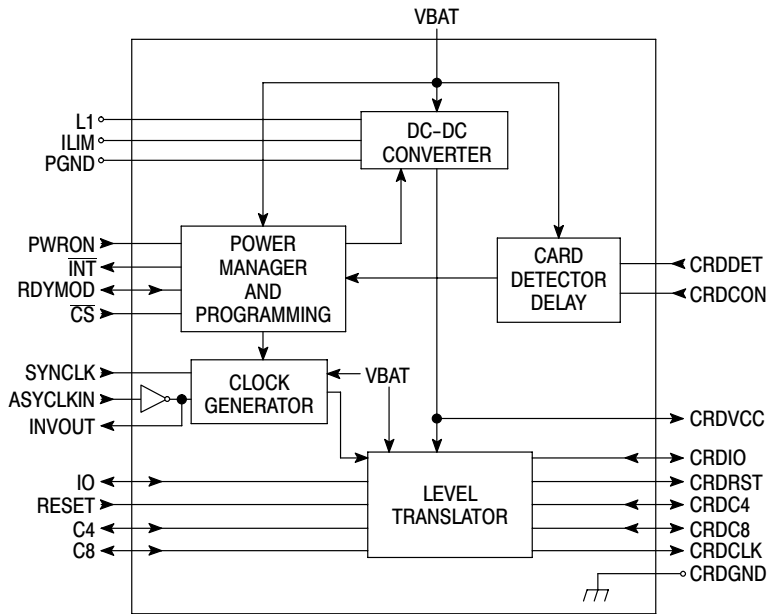 VBAT
L1
ILIM
PGND
DC-DC
CONVERTER
PWRON
INT
RDYMOD
CS
POWER
MANAGER
AND
PROGRAMMING
CARD
DETECTOR
DELAY
CRDDET
CRDCON
SYNCLK
ASYCLKIN
INVOUT
CLOCK
GENERATOR
VBAT
CRDVCC
IO
RESET
C4
C8
LEVEL
TRANSLATOR
CRDIO
CRDRST
CRDC4
CRDC8
CRDCLK
CRDGND